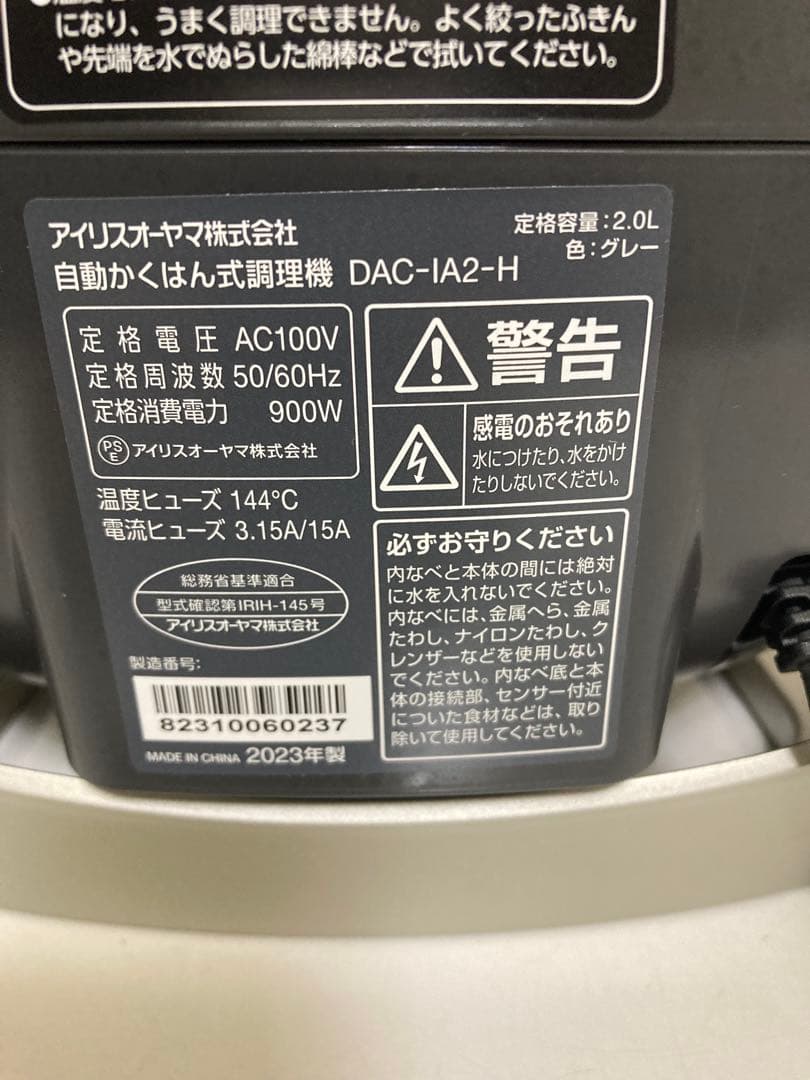 になり、うまく調理できません。よく絞ったふきん
や先端を水でぬらした綿棒などで拭いてください。
アイリスオーヤマ株式会社
定格容量:2.0L
色:グレー
自動かくはん式調理機 DAC-IA2-H
定格電圧 AC100V
定格周波数 50/60Hz
定格消費電力 900W
PSE アイリスオーヤマ株式会社
温度ヒューズ 144℃
電流ヒューズ 3.15A/15A
総務省基準適合
型式確認第IRIH-145号
アイリスオーヤマ株式会社
製造番号:
82310060237
MADE IN CHINA 2023年製
警告
感電のおそれあり
水につけたり、水をかけ
たりしないでください。
必ずお守りください
内なべと本体の間には絶対
に水を入れないでください。
内なべには、金属へら、金属
たわし、ナイロンたわし、ク
レンザーなどを使用しない
でください。内なべ底と本
体の接続部、センサー付近
についた食材などは、取り
除いて使用してください。